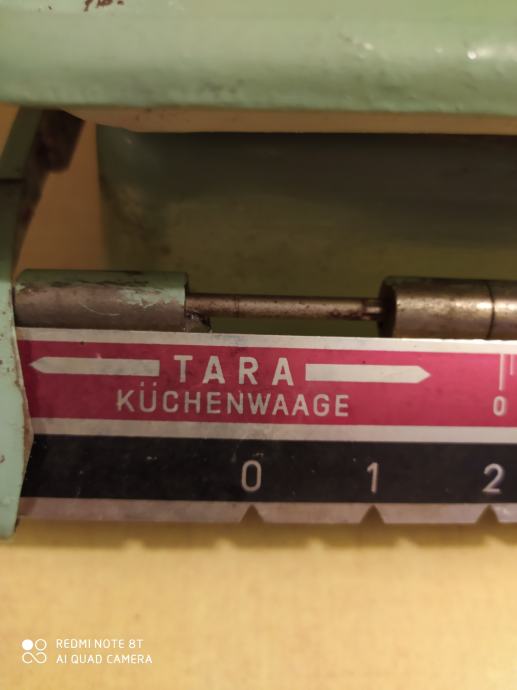 TARA
KÜCHENWAAGE
0
0 1 2
REDMI NOTE 8T
AI QUAD CAMERA